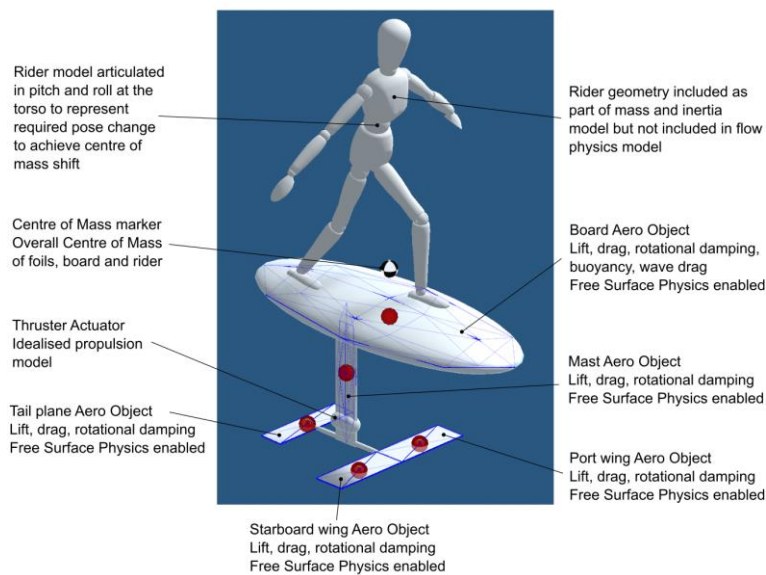 Rider model articulated
in pitch and roll at the
torso to represent
required pose change
to achieve centre of
mass shift
Rider geometry included as
part of mass and inertia
model but not included in flow
physics model
Centre of Mass marker
Overall Centre of Mass
of foils, board and rider
Board Aero Object
Lift, drag, rotational damping,
buoyancy, wave drag
Free Surface Physics enabled
Thruster Actuator
Idealised propulsion
model
Mast Aero Object
Lift, drag, rotational damping
Free Surface Physics enabled
Tail plane Aero Object
Lift, drag, rotational damping
Free Surface Physics enabled
Port wing Aero Object
Lift, drag, rotational damping
Free Surface Physics enabled
Starboard wing Aero Object
Lift, drag, rotational damping
Free Surface Physics enabled